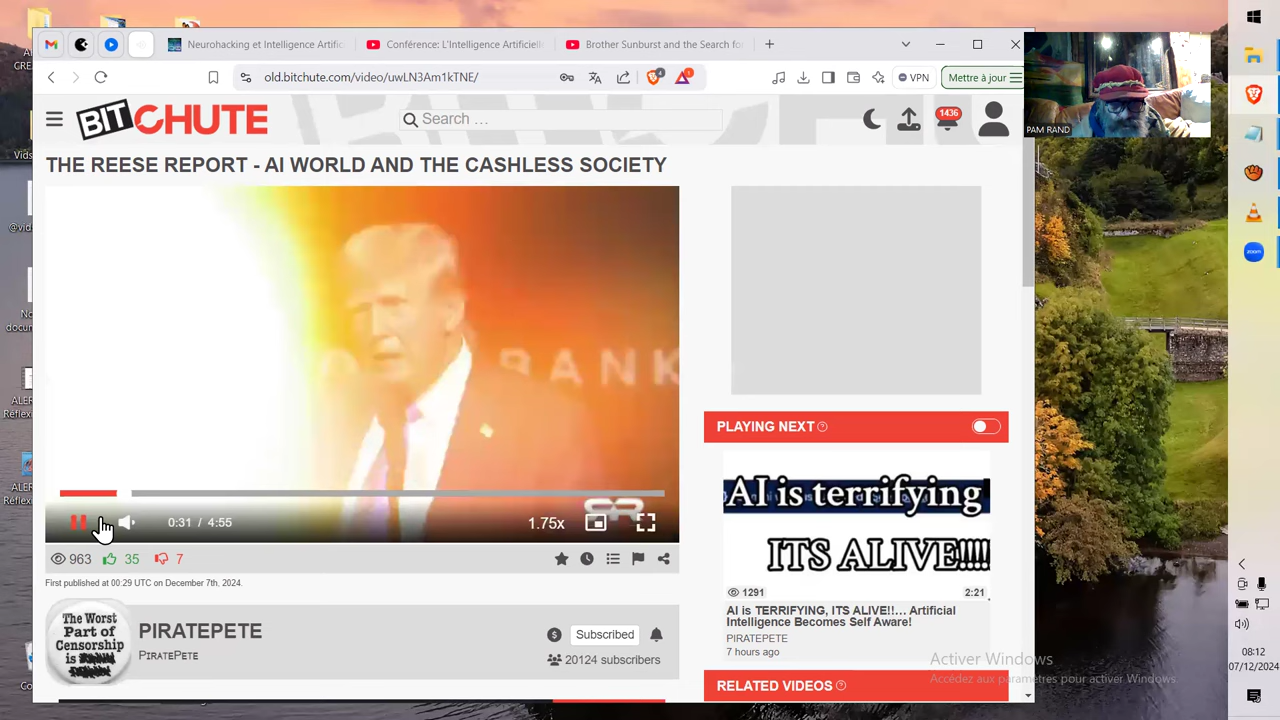 Neurohacking et Intelligence Artific
Conférence: L'Intelligence Artificiell
Brother Sunburst and the Search for
old.bitchute.com/video/uwLN3Am1kTNE/
4
1
VPN
Mettre à jour
BITCHUTE
Search …
1436
PAM RAND
THE REESE REPORT - AI WORLD AND THE CASHLESS SOCIETY
RANK
0:31 / 4:55
1.75x
963
35
7
First published at 00:29 UTC on December 7th, 2024.
The Worst
Part of
Censorship
is
PIRATEPETE
PiratePete
Subscribed
20124 subscribers
PLAYING NEXT
AI is terrifying
ITS ALIVE!!!!
1291
2:21
AI is TERRIFYING, ITS ALIVE!!… Artificial
Intelligence Becomes Self Aware!
PIRATEPETE
7 hours ago
RELATED VIDEOS
Activer Windows
Accédez aux paramètres pour activer Windows.
zoom
08:12
07/12/2024